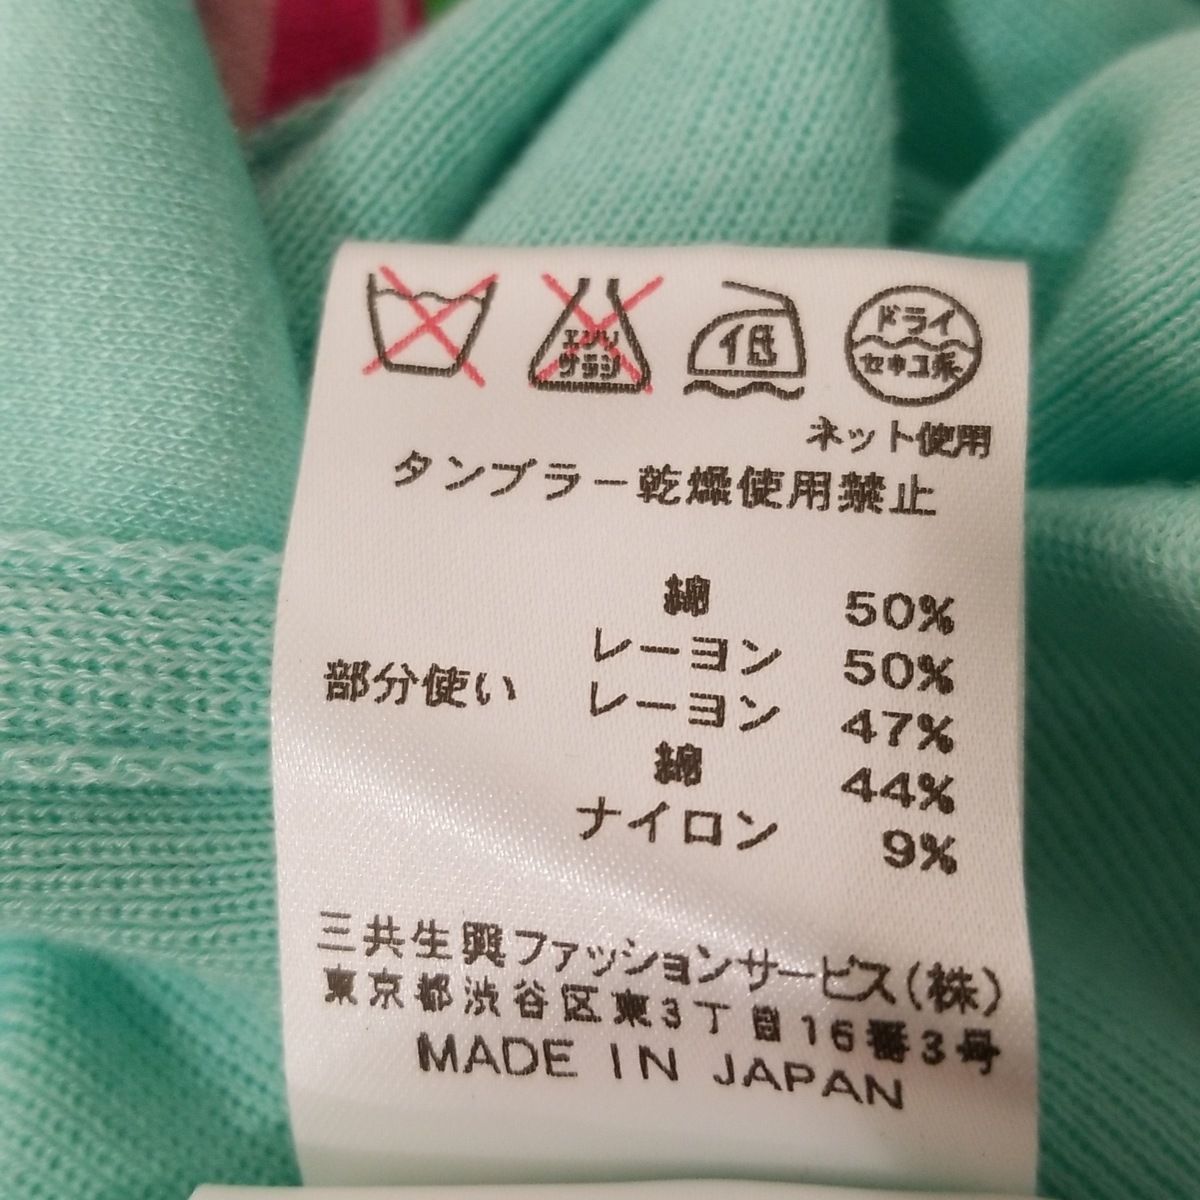 エンソ
サラシ
低
ドライ
セキユ系
ネット使用
タンブラー乾燥使用禁止
綿 50%
レーヨン 50%
部分使い レーヨン 47%
綿 44%
ナイロン 9%
三共生興ファッションサービス(株)
東京都渋谷区東3丁目16番3号
MADE IN JAPAN